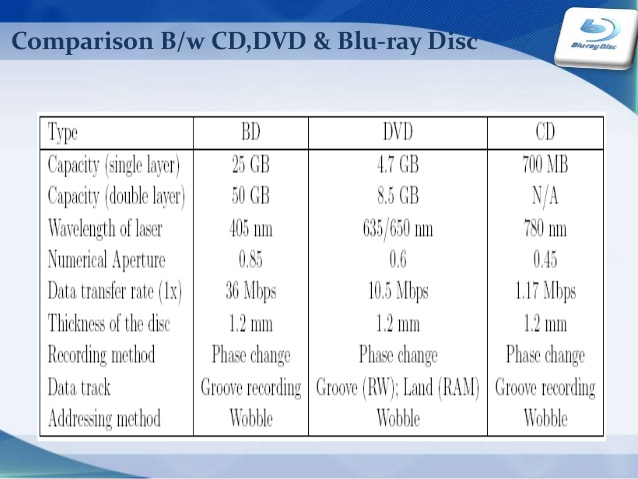 Comparison B/w CD,DVD & Blu-ray Disc
Blu-ray Disc
Type BD DVD CD
Capacity (single layer) 25 GB 4.7 GB 700 MB
Capacity (double layer) 50 GB 8.5 GB N/A
Wavelength of laser 405 nm 635/650 nm 780 nm
Numerical Aperture 0.85 0.6 0.45
Data transfer rate (1x) 36 Mbps 10.5 Mbps 1.17 Mbps
Thickness of the disc 1.2 mm 1.2 mm 1.2 mm
Recording method Phase change Phase change Phase change
Data track Groove recording Groove (RW); Land (RAM) Groove recording
Addressing method Wobble Wobble Wobble